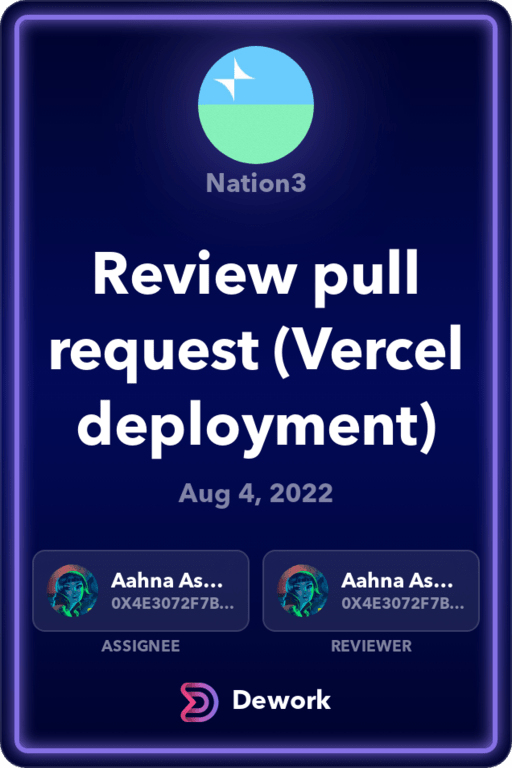 Nation3
Review pull
request (Vercel
deployment)
Aug 4, 2022
Aahna As...
0X4E3072F7B...
ASSIGNEE
Aahna As...
0X4E3072F7B...
REVIEWER
Dework